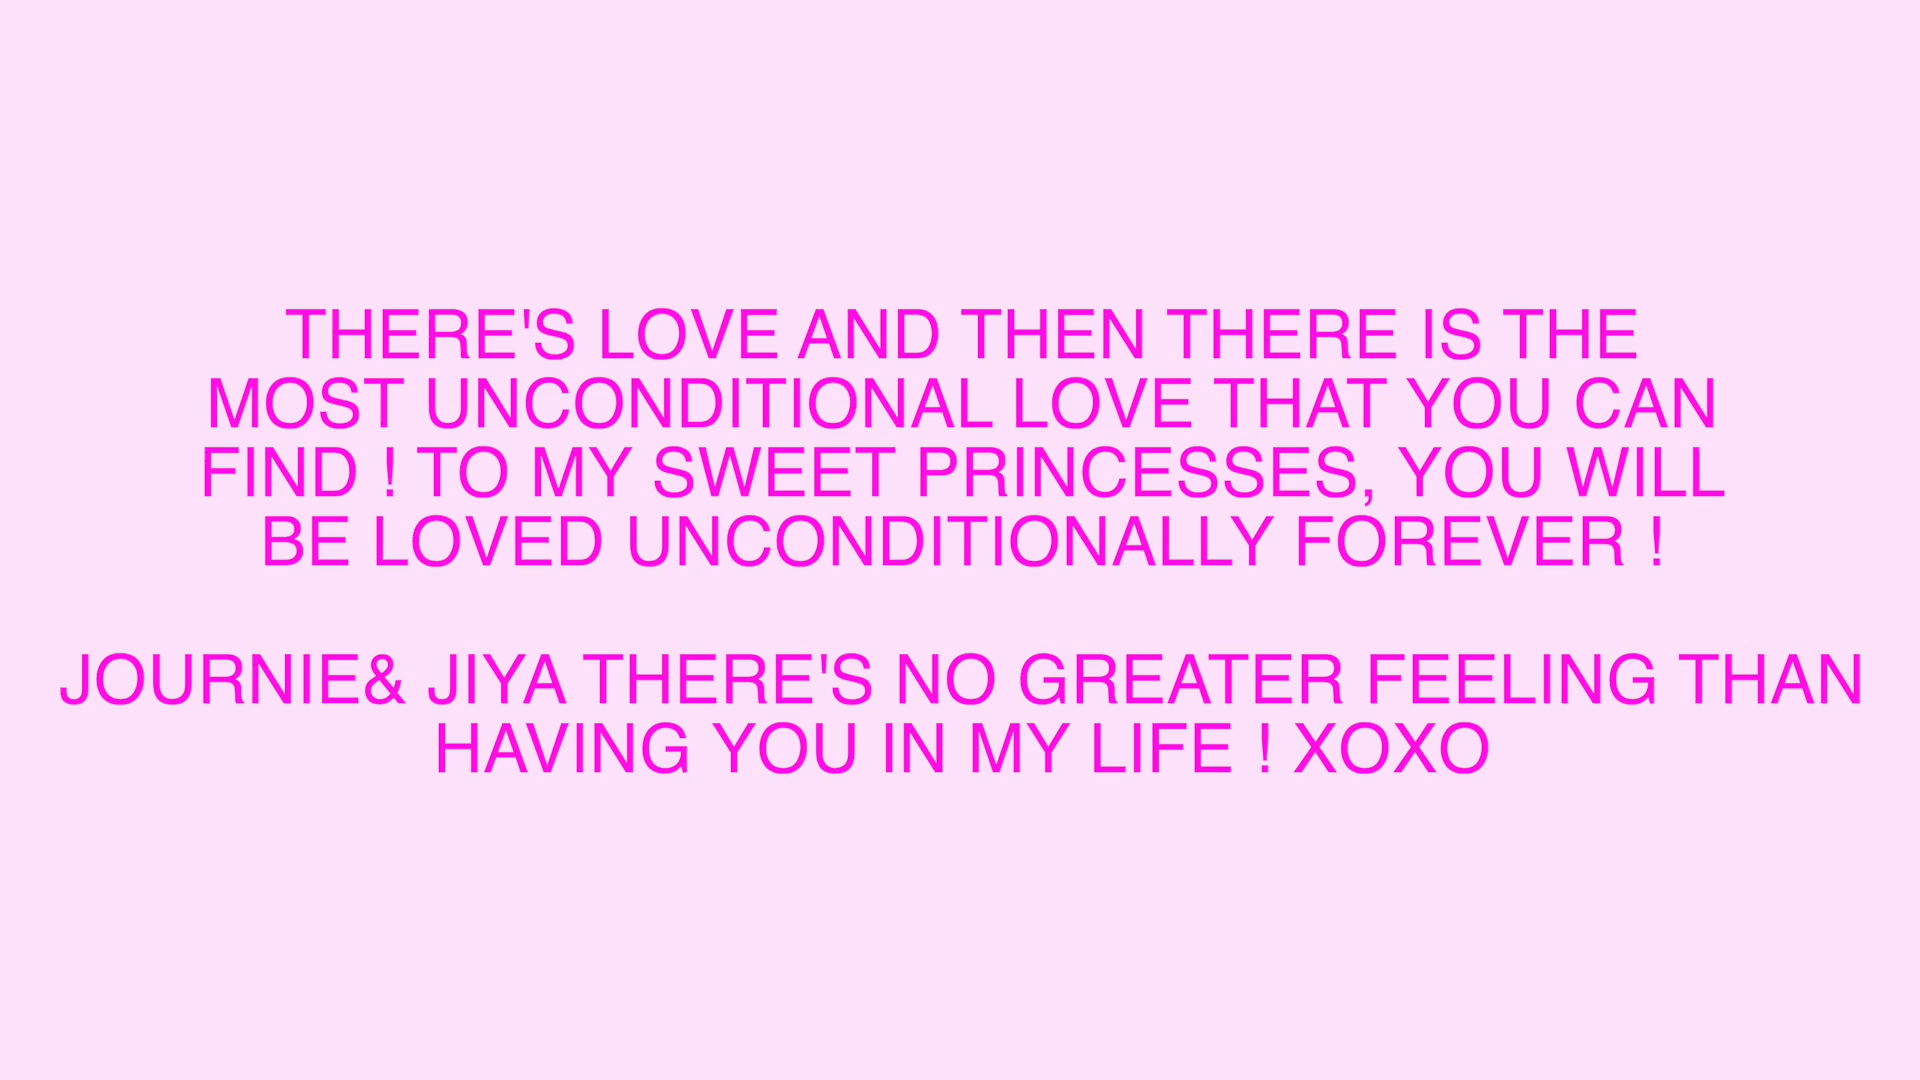 THERE'S LOVE AND THEN THERE IS THE
MOST UNCONDITIONAL LOVE THAT YOU CAN
FIND ! TO MY SWEET PRINCESSES, YOU WILL
BE LOVED UNCONDITIONALLY FOREVER !
JOURNIE& JIYA THERE'S NO GREATER FEELING THAN
HAVING YOU IN MY LIFE ! XOXO